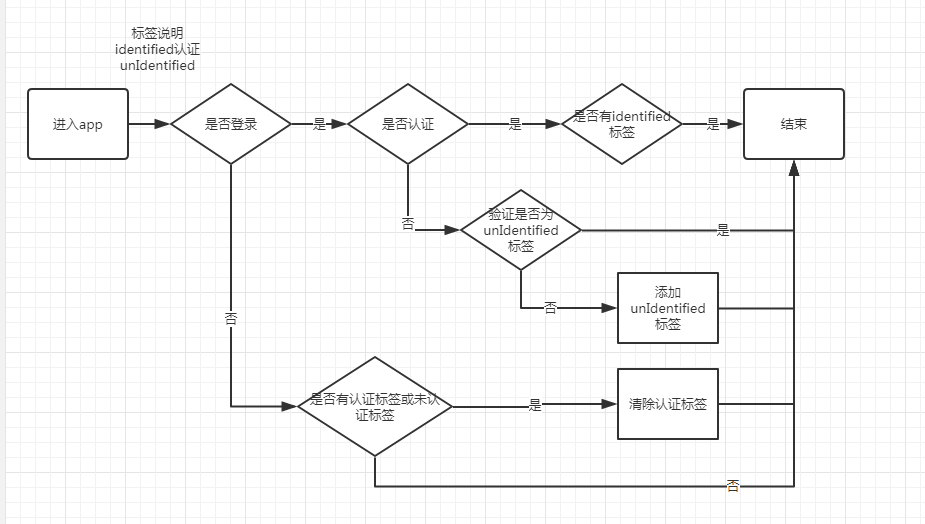 标签说明
identified认证
unIdentified
进入app
是否登录
是
是否认证
是
是否有identified
标签
是
结束
否
验证是否为
unIdentified
标签
是
否
添加
unIdentified
标签
否
是否有认证标签或未认
证标签
是
清除认证标签
否